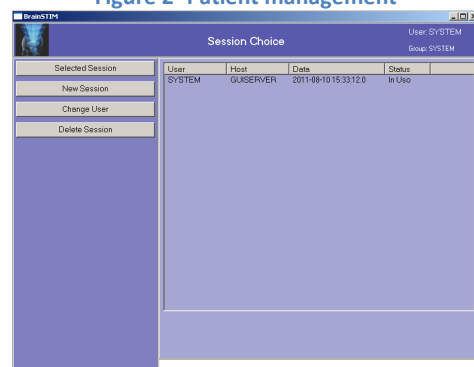 Figure 2 Patient management
BrainSTIM
Session Choice
User: SYSTEM
Group: SYSTEM
Selected Session
New Session
Change User
Delete Session
User Host Data Status
SYSTEM GUISERVER 2011-08-10 15:33:12.0 In Uso